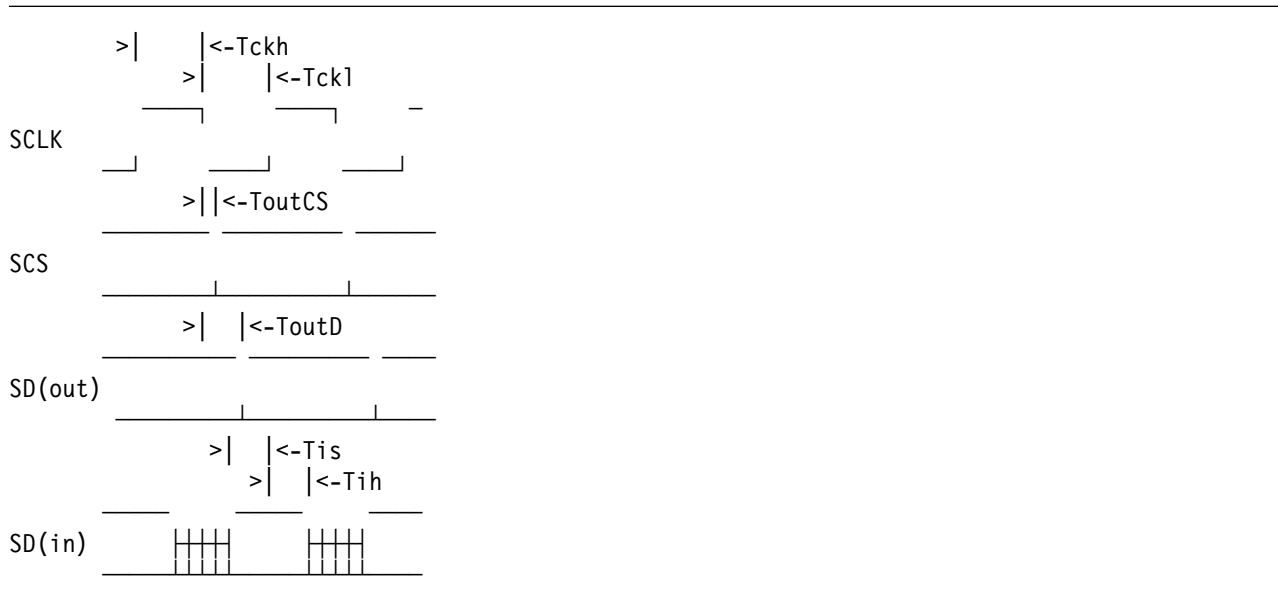 >| |<-Tckh
>| |<-Tckl
SCLK
>||<-ToutCS
SCS
>| |<-ToutD
SD(out)
>| |<-Tis
>| |<-Tih
SD(in)